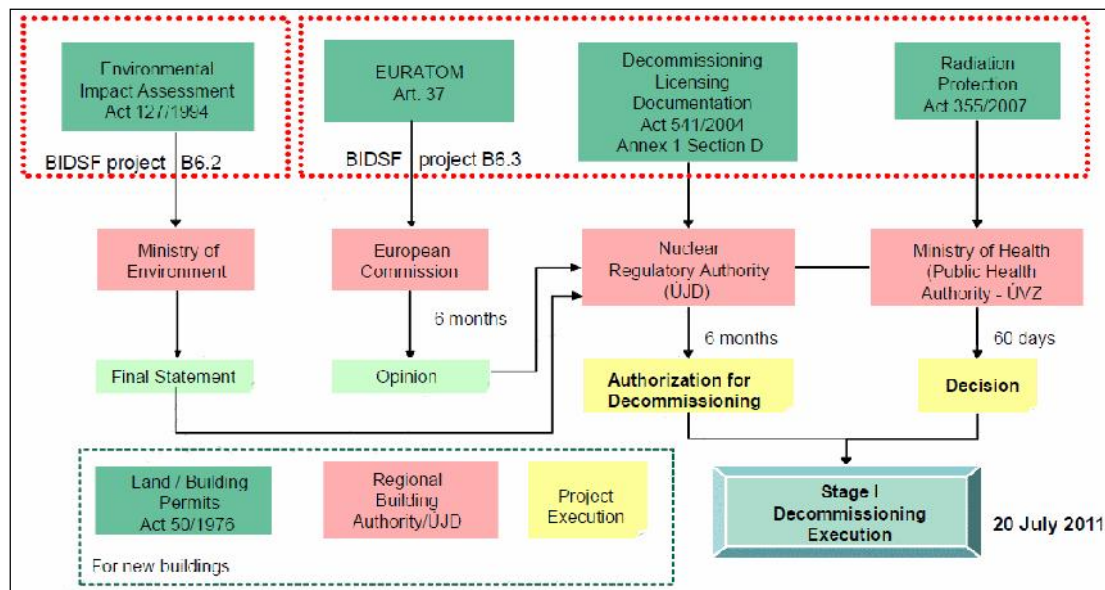 Environmental
Impact Assessment
Act 127/1994
EURATOM
Art. 37
Decommissioning
Licensing
Documentation
Act 541/2004
Annex 1 Section D
Radiation
Protection
Act 355/2007
BIDSF project B6.2
BIDSF project B6.3
Ministry of
Environment
European
Commission
Nuclear
Regulatory Authority
(ÚJD)
Ministry of Health
(Public Health
Authority - ÚVZ
6 months
6 months
60 days
Final Statement
Opinion
Authorization for
Decommissioning
Decision
Land / Building
Permits
Act 50/1976
Regional
Building
Authority/ÚJD
Project
Execution
For new buildings
Stage I
Decommissioning
Execution
20 July 2011